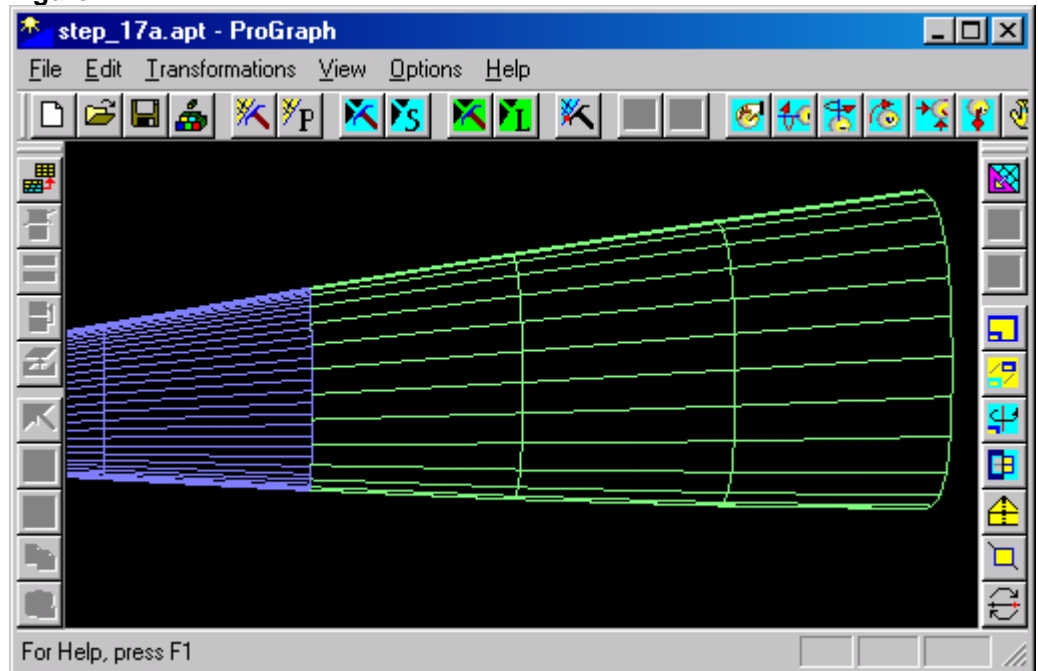 step_17a.apt - ProGraph
File Edit Transformations View Options Help
P S L
For Help, press F1